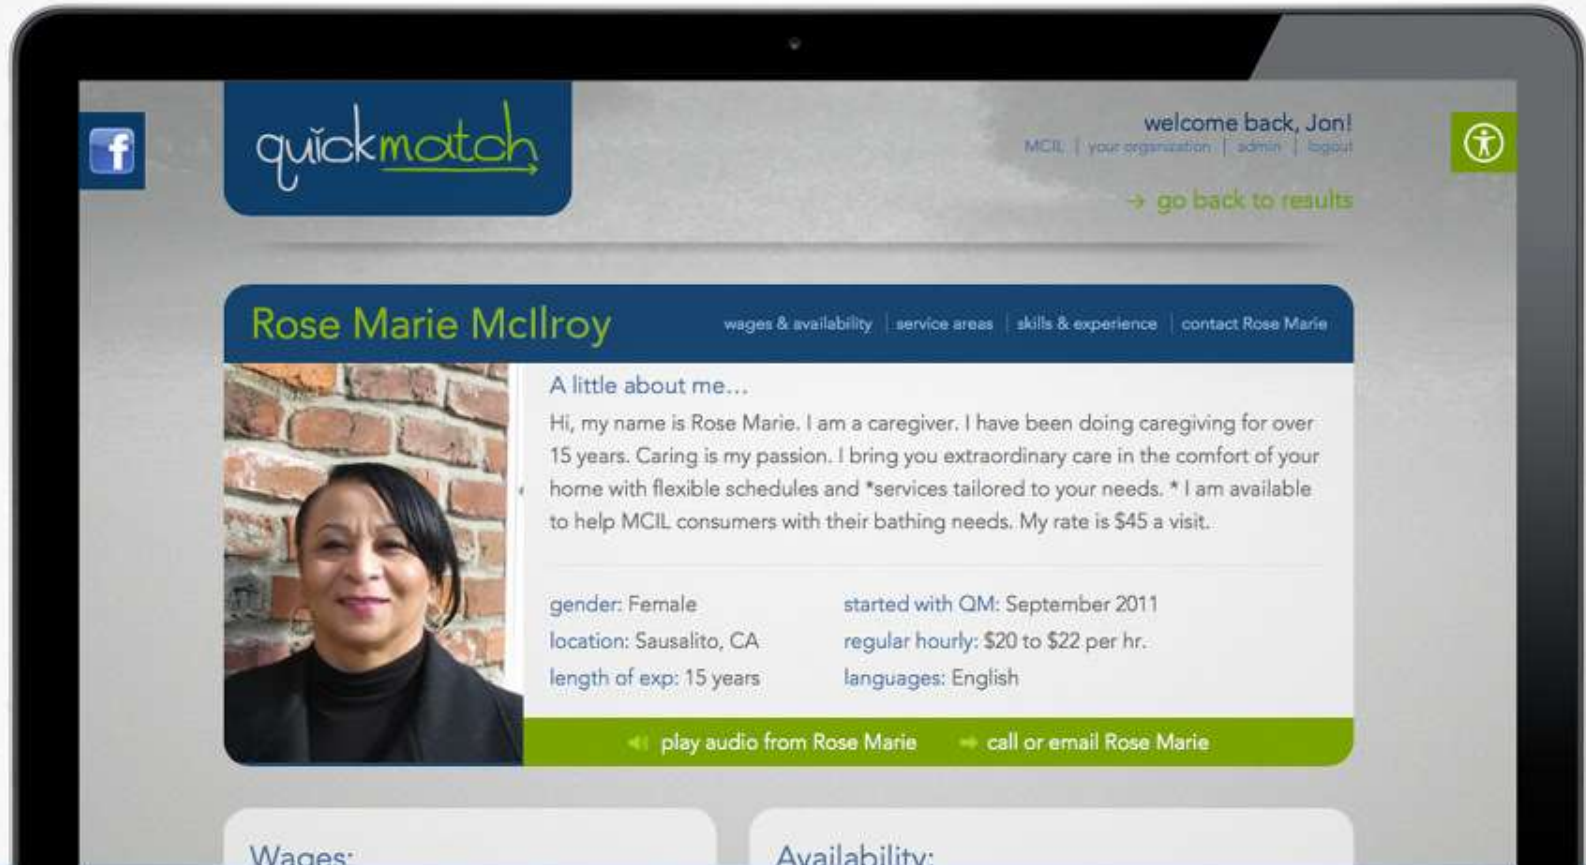 f
quickmatch
welcome back, Jon!
MCIL | your organization | admin | logout
→ go back to results
Rose Marie McIlroy
wages & availability | service areas | skills & experience | contact Rose Marie
A little about me...
Hi, my name is Rose Marie. I am a caregiver. I have been doing caregiving for over
15 years. Caring is my passion. I bring you extraordinary care in the comfort of your
home with flexible schedules and *services tailored to your needs. * I am available
to help MCIL consumers with their bathing needs. My rate is $45 a visit.
gender: Female
location: Sausalito, CA
length of exp: 15 years
started with QM: September 2011
regular hourly: $20 to $22 per hr.
languages: English
play audio from Rose Marie
call or email Rose Marie
Wages:
Availability: